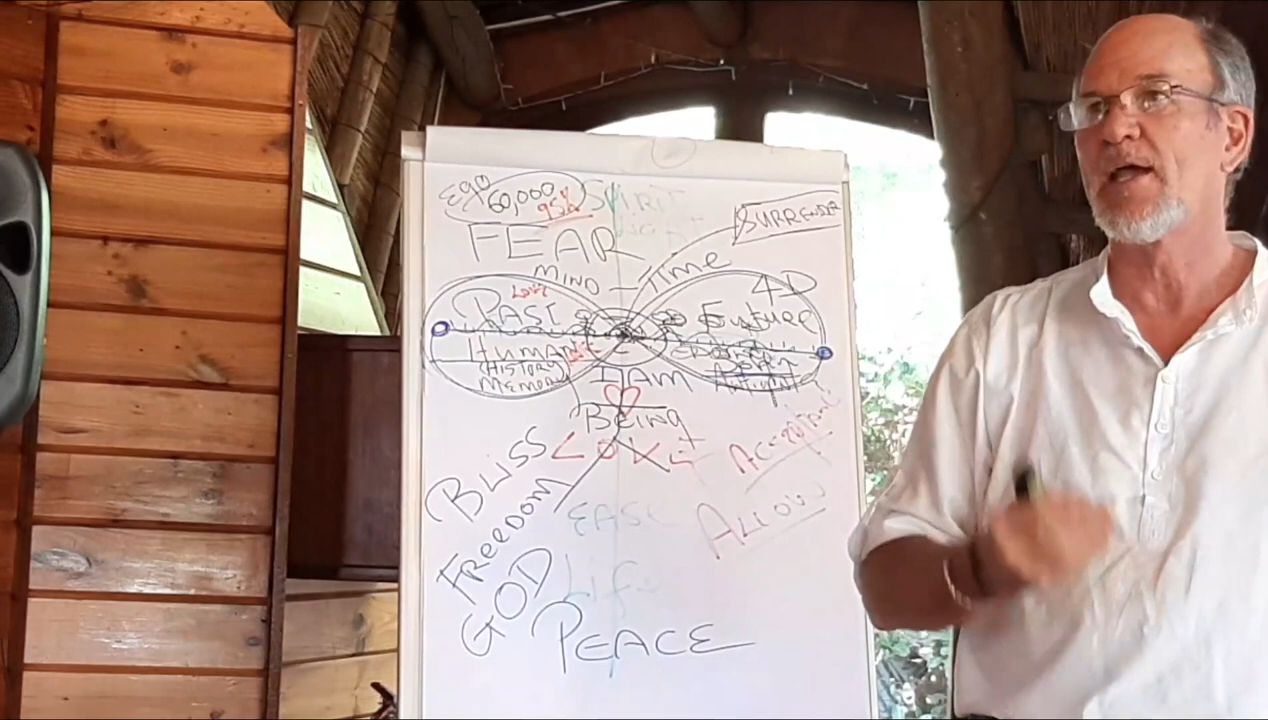 Ego 60,000 95% SPIRIT
SURRENDER
FEAR
MIND - TIME
4D
Past
Future
HUMAN
(HISTORY)
MEMORY
I AM
BEING
LOVE
Acceptance
BLISS
FREEDOM
EASE
ALLOW
GOD
Life
PEACE